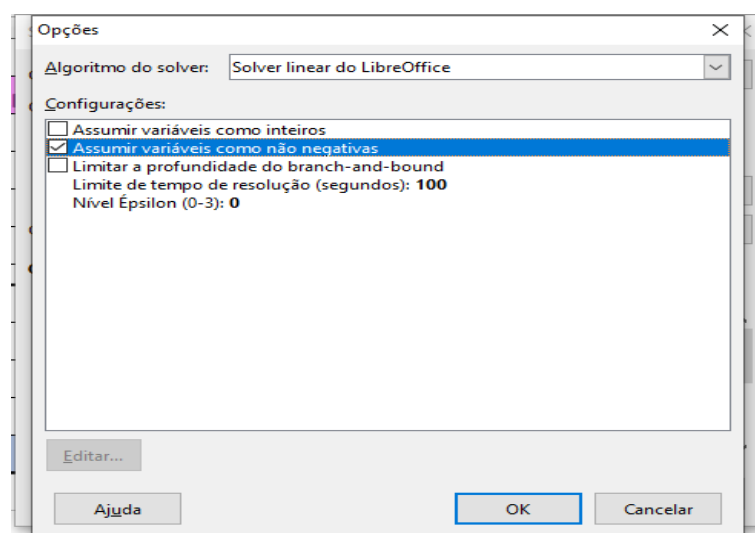 Opções
Algoritmo do solver: Solver linear do LibreOffice
Configurações:
Assumir variáveis como inteiros
Assumir variáveis como não negativas
Limitar a profundidade do branch-and-bound
Limite de tempo de resolução (segundos): 100
Nível Épsilon (0-3): 0
Editar...
Ajuda OK Cancelar